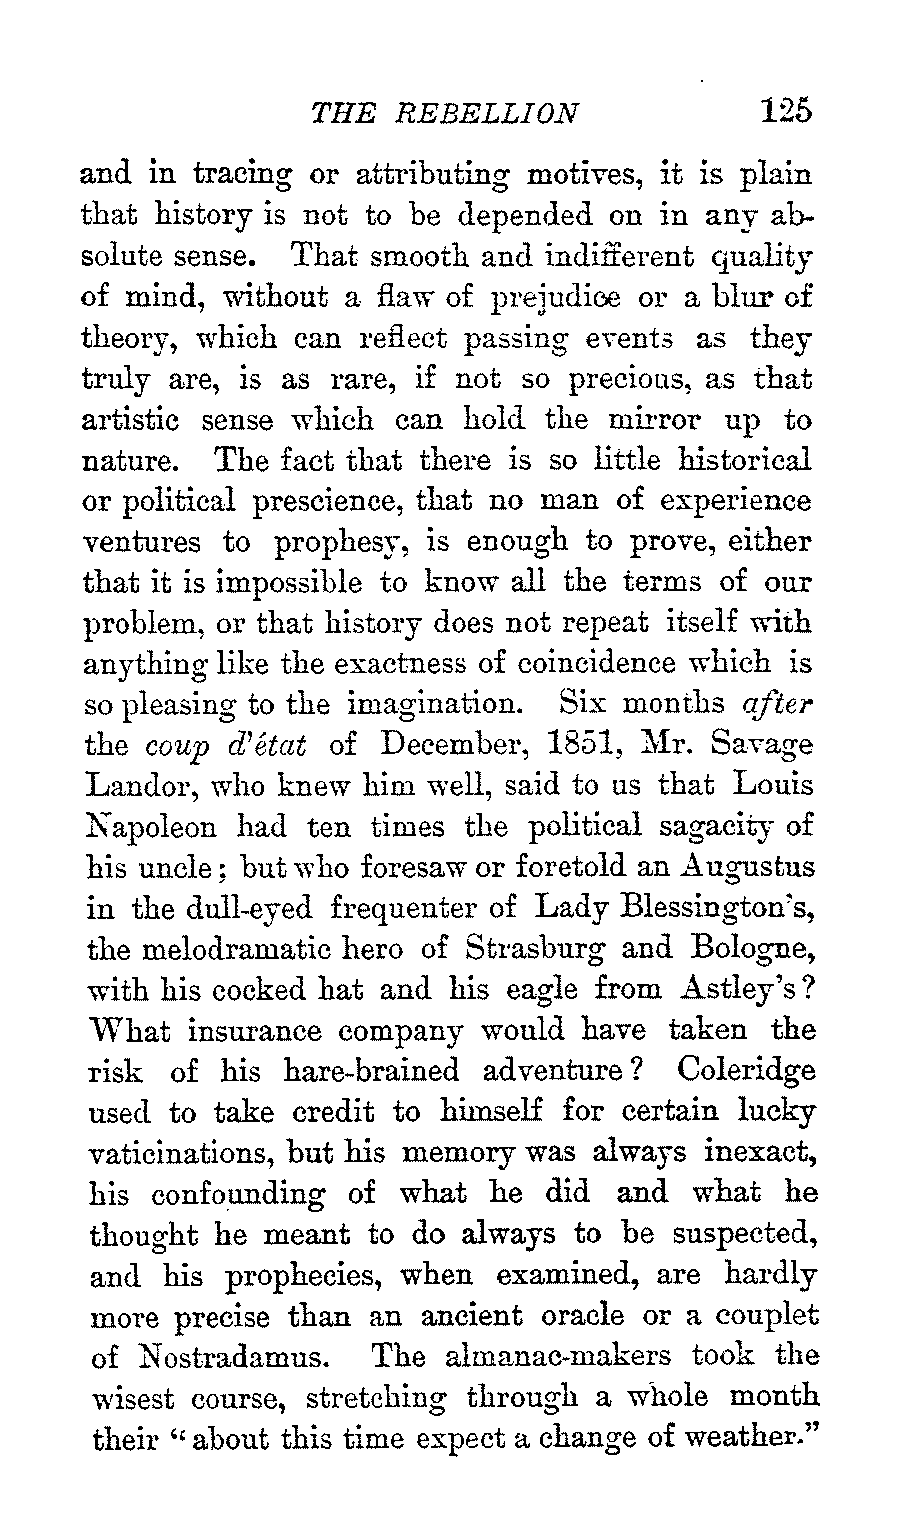 THE REBELLION 125
and in tracing or attributing motives, it is plain
that history is not to be depended on in any ab-
solute sense. That smooth and indifferent quality
of mind, without a flaw of prejudice or a blur of
theory, which can reflect passing events as they
truly are, is as rare, if not so precious, as that
artistic sense which can hold the mirror up to
nature. The fact that there is so little historical
or political prescience, that no man of experience
ventures to prophesy, is enough to prove, either
that it is impossible to know all the terms of our
problem, or that history does not repeat itself with
anything like the exactness of coincidence which is
so pleasing to the imagination. Six months after
the coup d'état of December, 1851, Mr. Savage
Landor, who knew him well, said to us that Louis
Napoleon had ten times the political sagacity of
his uncle; but who foresaw or foretold an Augustus
in the dull-eyed frequenter of Lady Blessington's,
the melodramatic hero of Strasburg and Bologne,
with his cocked hat and his eagle from Astley's?
What insurance company would have taken the
risk of his hare-brained adventure? Coleridge
used to take credit to himself for certain lucky
vaticinations, but his memory was always inexact,
his confounding of what he did and what he
thought he meant to do always to be suspected,
and his prophecies, when examined, are hardly
more precise than an ancient oracle or a couplet
of Nostradamus. The almanac-makers took the
wisest course, stretching through a whole month
their "about this time expect a change of weather."